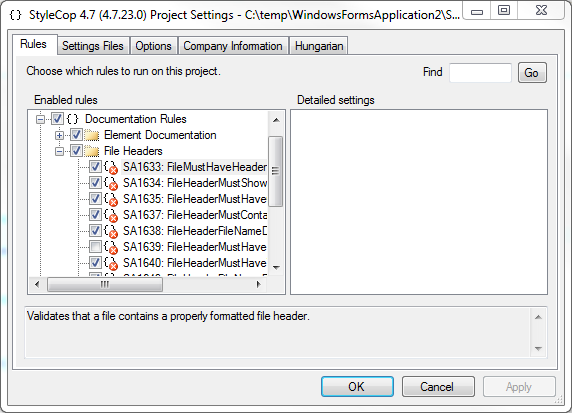 {} StyleCop 4.7 (4.7.23.0) Project Settings - C:\temp\WindowsFormsApplication2\S...
Rules Settings Files Options Company Information Hungarian
Choose which rules to run on this project. Find Go
Enabled rules Detailed settings
{} Documentation Rules
Element Documentation
File Headers
SA1633: FileMustHaveHeader
SA1634: FileHeaderMustShow
SA1635: FileHeaderMustHave
SA1637: FileHeaderMustConta
SA1638: FileHeaderFileNameD
SA1639: FileHeaderMustHave
SA1640: FileHeaderMustHave
Validates that a file contains a properly formatted file header.
OK Cancel Apply